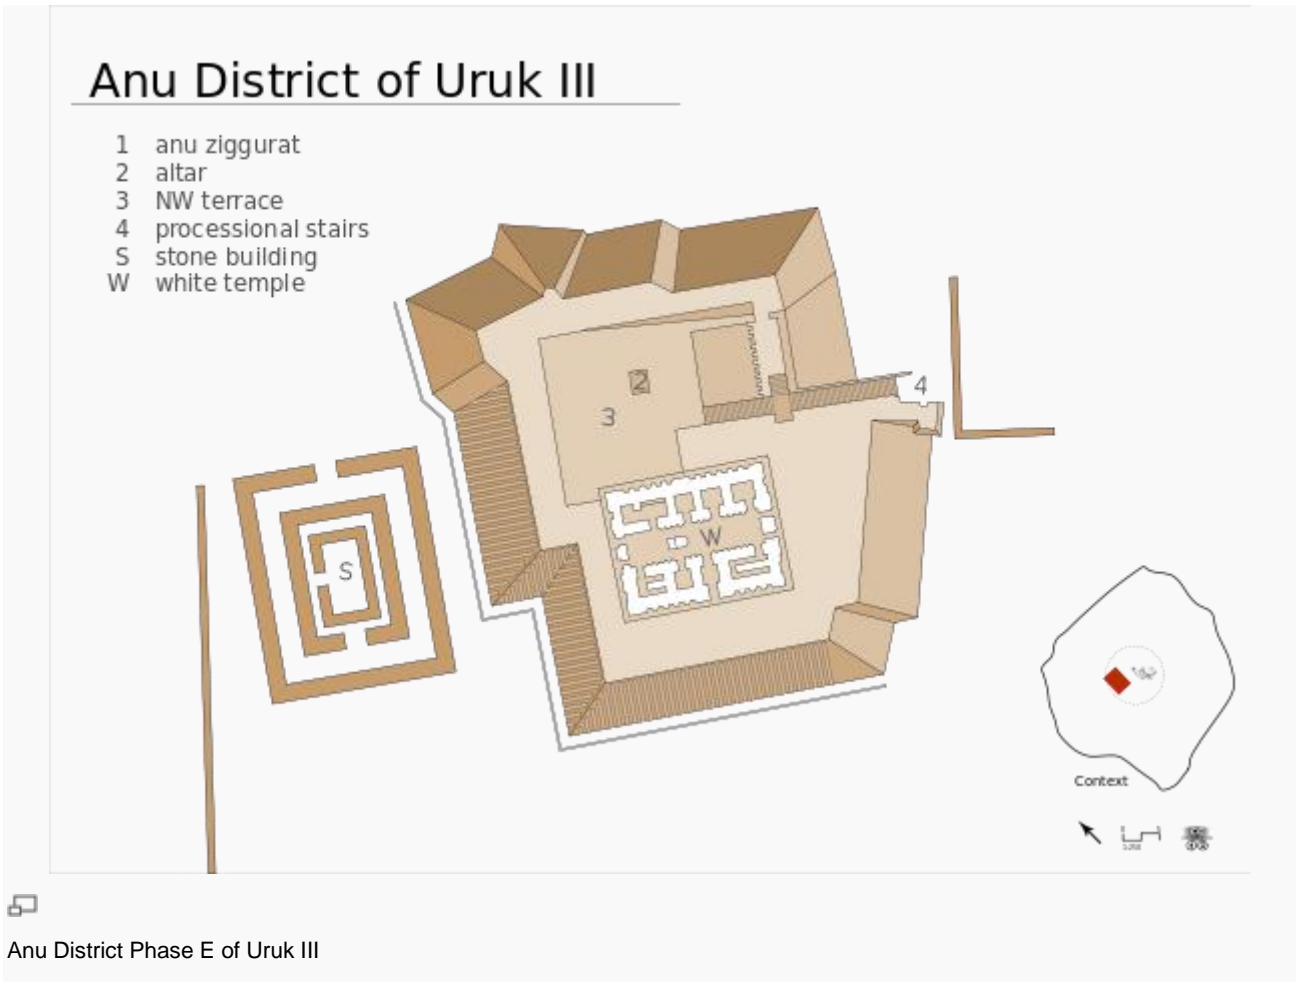 Anu District of Uruk III
1 anu ziggurat
2 altar
3 NW terrace
4 processional stairs
S stone building
W white temple
4
2
3
W
S
Context
Anu District Phase E of Uruk III